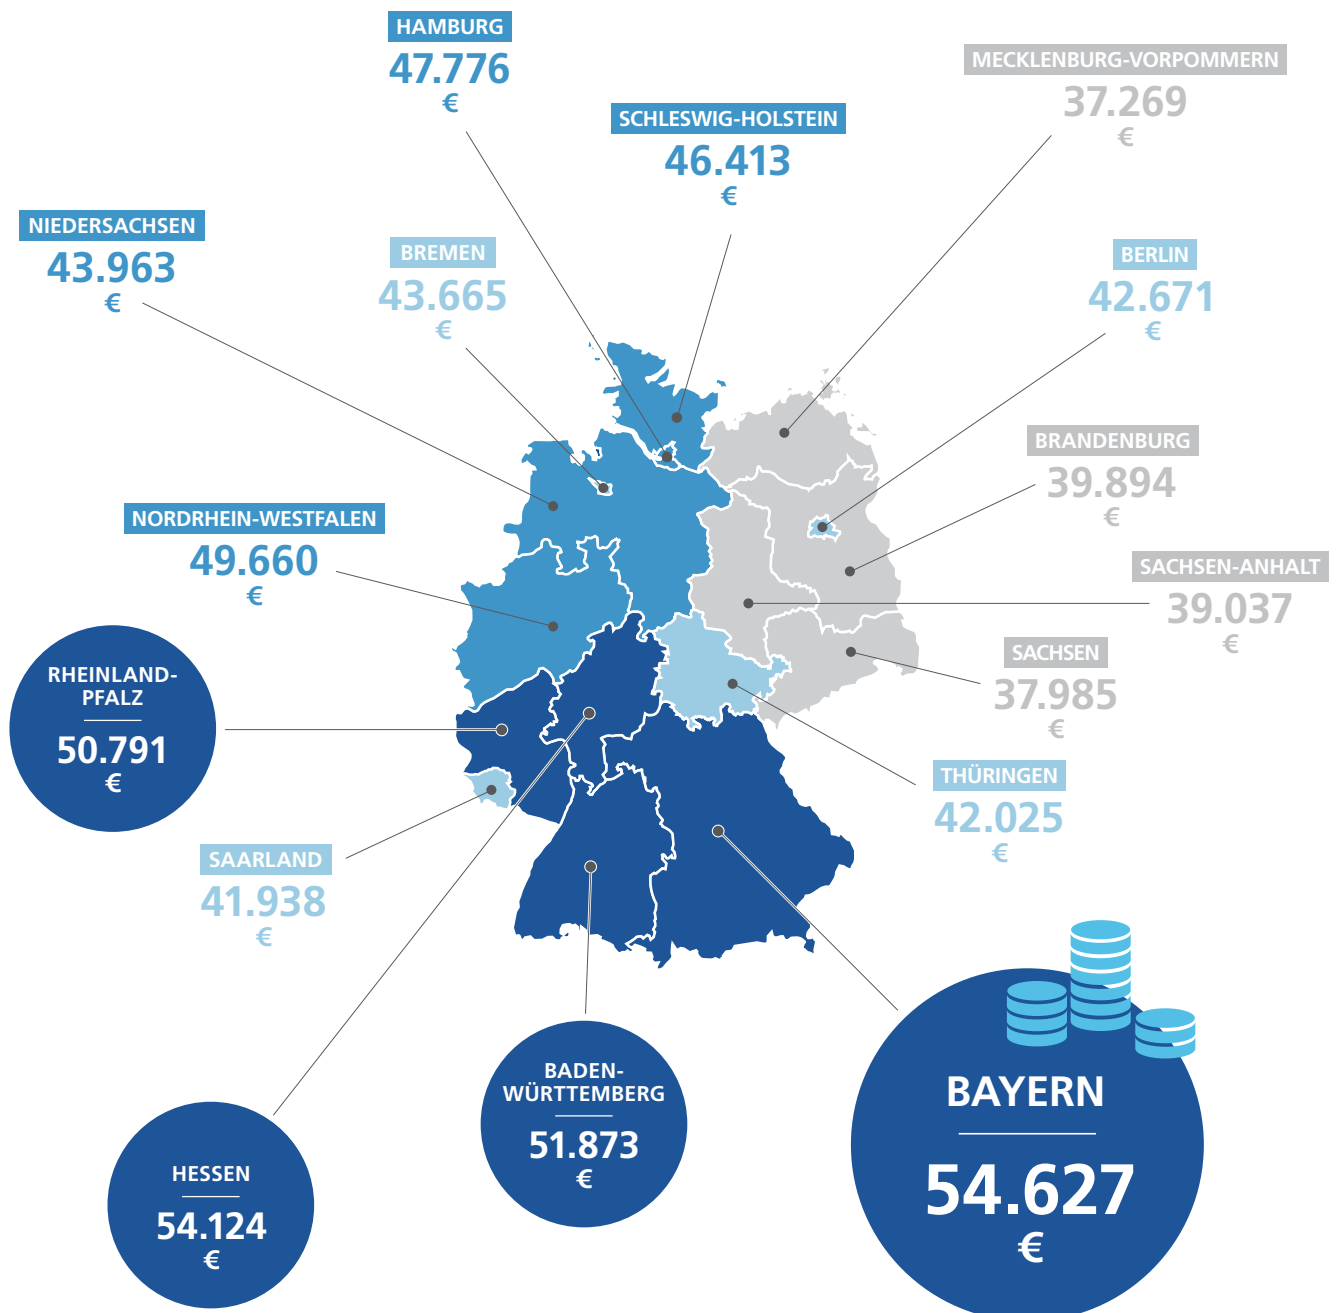 HAMBURG
47.776
€
MECKLENBURG-VORPOMMERN
37.269
€
SCHLESWIG-HOLSTEIN
46.413
€
NIEDERSACHSEN
43.963
€
BREMEN
43.665
€
BERLIN
42.671
€
BRANDENBURG
39.894
€
NORDRHEIN-WESTFALEN
49.660
€
SACHSEN-ANHALT
39.037
€
SACHSEN
37.985
€
RHEINLAND-
PFALZ
50.791
€
THÜRINGEN
42.025
€
SAARLAND
41.938
€
BADEN-
WÜRTTEMBERG
51.873
€
BAYERN
54.627
€
HESSEN
54.124
€